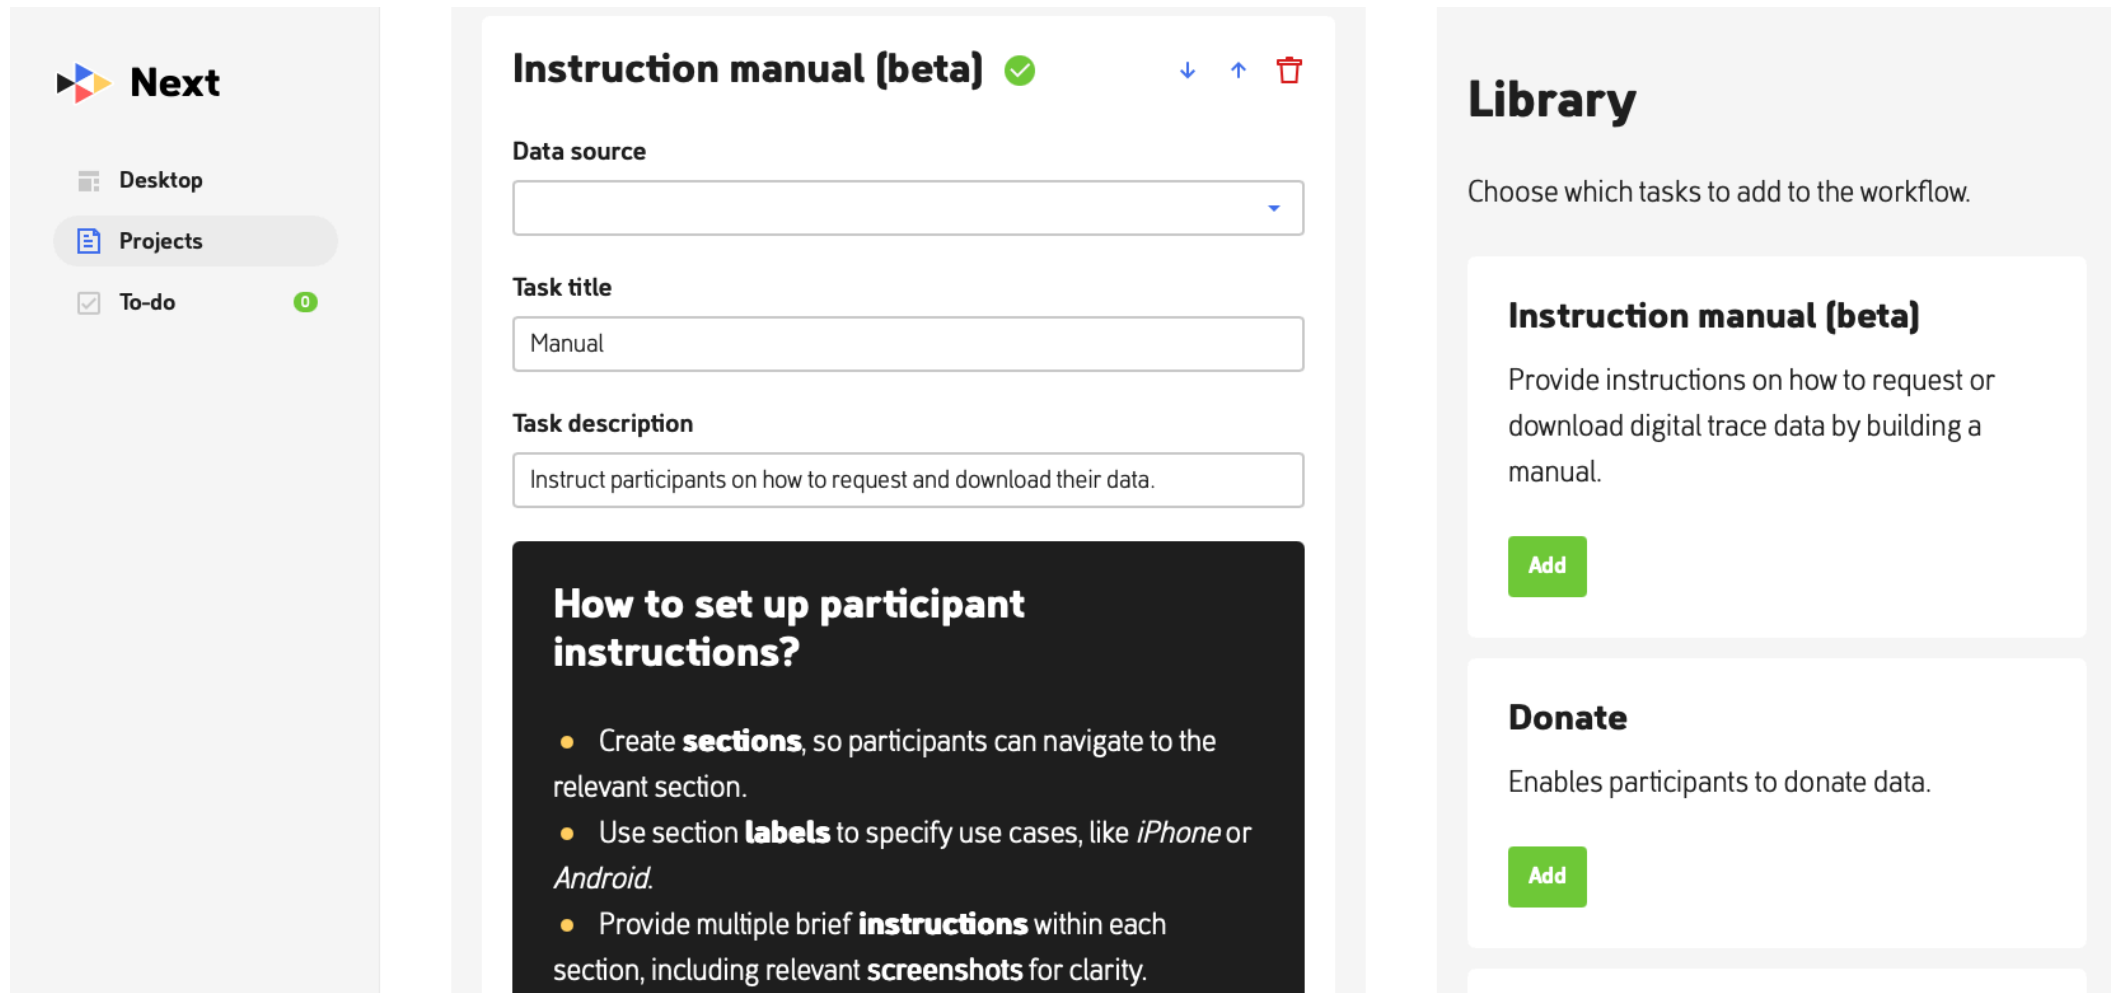 Next
Desktop
Projects
To-do
0
Instruction manual (beta)
Data source
Task title
Manual
Task description
Instruct participants on how to request and download their data.
How to set up participant
instructions?
Create sections, so participants can navigate to the
relevant section.
Use section labels to specify use cases, like iPhone or
Android.
Provide multiple brief instructions within each
section, including relevant screenshots for clarity.
Library
Choose which tasks to add to the workflow.
Instruction manual (beta)
Provide instructions on how to request or
download digital trace data by building a
manual.
Add
Donate
Enables participants to donate data.
Add